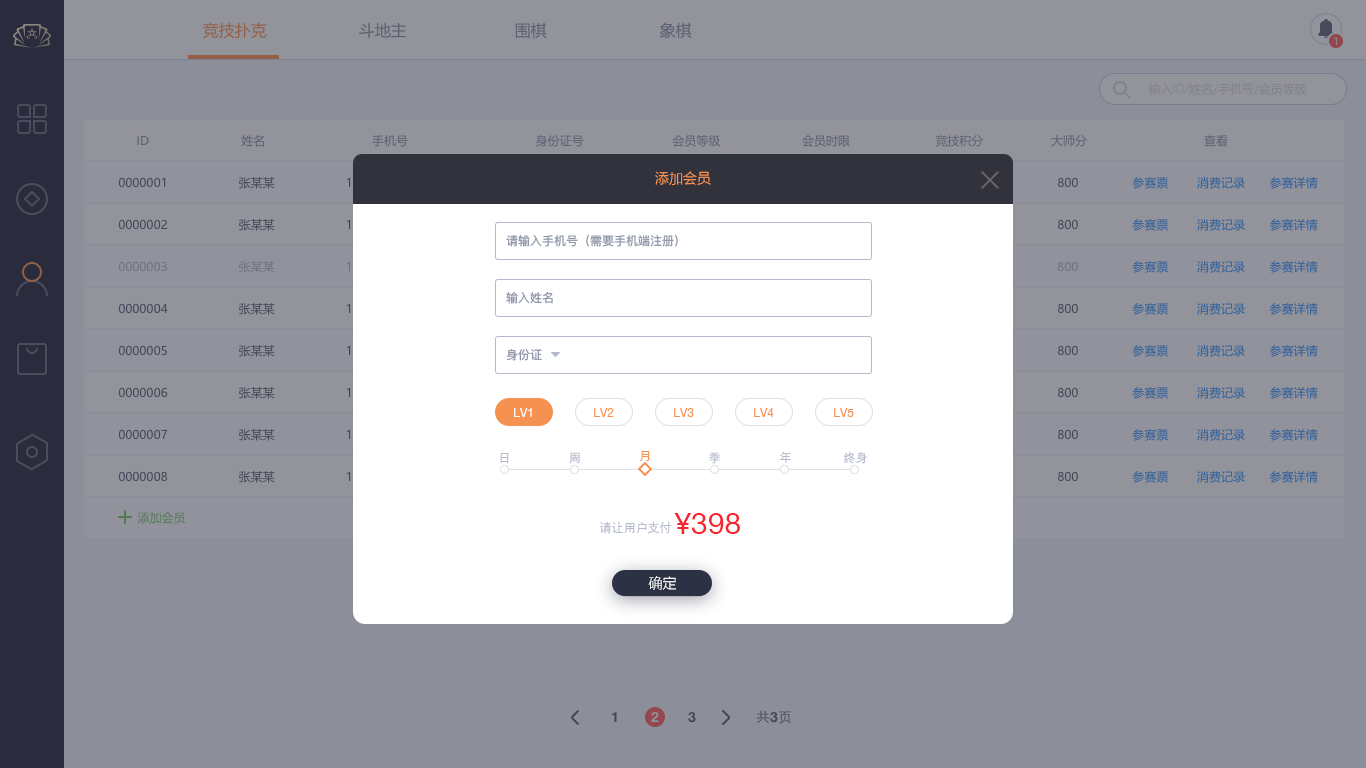 竞技扑克 斗地主 围棋 象棋
1
输入ID/姓名/手机号/会员等级
ID 姓名 手机号 身份证号 会员等级 会员时限 竞技积分 大师分 查看
添加会员
0000001 张某某 1 800 参赛票 消费记录 参赛详情
0000002 张某某 1 800 参赛票 消费记录 参赛详情
请输入手机号（需要手机端注册）
0000003 张某某 1 800 参赛票 消费记录 参赛详情
输入姓名
0000004 张某某 1 800 参赛票 消费记录 参赛详情
0000005 张某某 1 800 参赛票 消费记录 参赛详情
身份证
0000006 张某某 1 800 参赛票 消费记录 参赛详情
LV1 LV2 LV3 LV4 LV5
0000007 张某某 1 800 参赛票 消费记录 参赛详情
日 周 月 季 年 终身
0000008 张某某 1 800 参赛票 消费记录 参赛详情
添加会员
请让用户支付 ¥398
确定
1 2 3 共3页